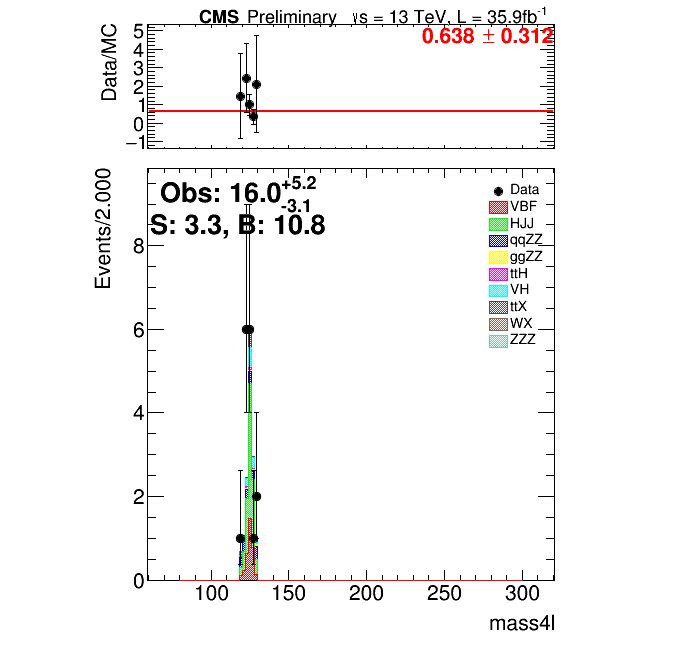 CMS Preliminary √s = 13 TeV, L = 35.9fb⁻¹
0.638 ± 0.312
Data/MC
5
4
3
2
1
0
−1
Events/2.000
Obs: 16.0 +5.2 -3.1
S: 3.3, B: 10.8
Data
VBF
HJJ
qqZZ
ggZZ
ttH
VH
ttX
WX
ZZZ
8
6
4
2
0
100 150 200 250 300
mass4l